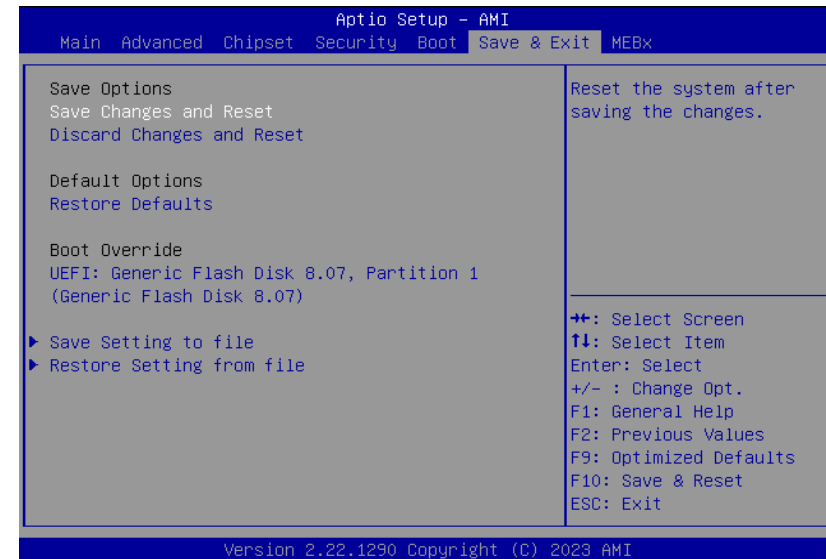 Aptio Setup – AMI
Main Advanced Chipset Security Boot Save & Exit MEBx
Save Options
Save Changes and Reset
Discard Changes and Reset
Default Options
Restore Defaults
Boot Override
UEFI: Generic Flash Disk 8.07, Partition 1
(Generic Flash Disk 8.07)
Save Setting to file
Restore Setting from file
Reset the system after
saving the changes.
→←: Select Screen
↑↓: Select Item
Enter: Select
+/- : Change Opt.
F1: General Help
F2: Previous Values
F9: Optimized Defaults
F10: Save & Reset
ESC: Exit
Version 2.22.1290 Copyright (C) 2023 AMI